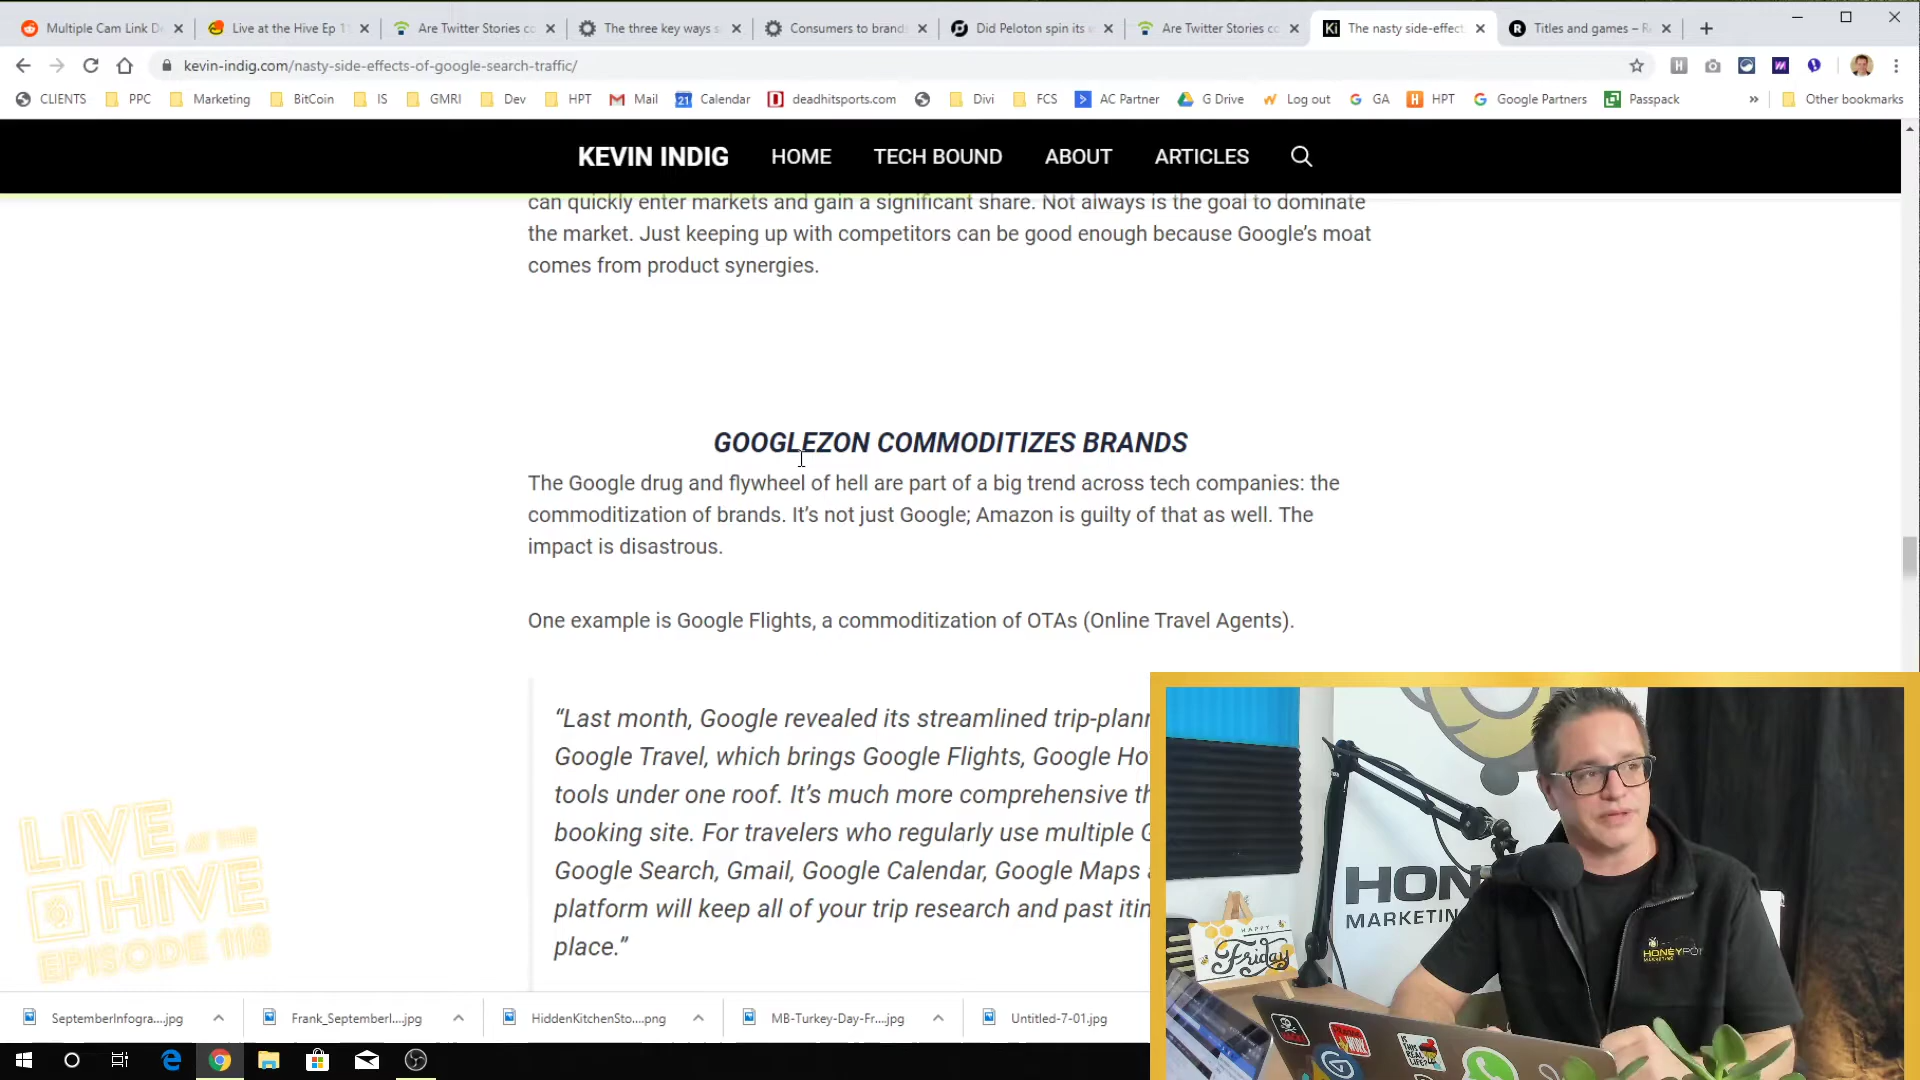 Multiple Cam Link D
Live at the Hive Ep 1
Are Twitter Stories co
The three key ways s
Consumers to brand
Did Peloton spin its
Are Twitter Stories co
Ki
The nasty side-effect
R
Titles and games – R
kevin-indig.com/nasty-side-effects-of-google-search-traffic/
CLIENTS
PPC
Marketing
BitCoin
IS
GMRI
Dev
HPT
Mail
21
Calendar
deadhitsports.com
Divi
FCS
AC Partner
G Drive
Log out
GA
HPT
Google Partners
Passpack
»
Other bookmarks
KEVIN INDIG
HOME
TECH BOUND
ABOUT
ARTICLES
can quickly enter markets and gain a significant share. Not always is the goal to dominate
the market. Just keeping up with competitors can be good enough because Google’s moat
comes from product synergies.
GOOGLEZON COMMODITIZES BRANDS
The Google drug and flywheel of hell are part of a big trend across tech companies: the
commoditization of brands. It’s not just Google; Amazon is guilty of that as well. The
impact is disastrous.
One example is Google Flights, a commoditization of OTAs (Online Travel Agents).
“Last month, Google revealed its streamlined trip-plann
Google Travel, which brings Google Flights, Google Ho
tools under one roof. It’s much more comprehensive th
booking site. For travelers who regularly use multiple G
Google Search, Gmail, Google Calendar, Google Maps a
platform will keep all of your trip research and past itin
place.”
LIVE AT THE
HIVE
EPISODE 118
HON
MARKETIN
HAPPY
Friday
HONEYPO
MARKETING
IS THIS
REAL
LIFE?
SeptemberInfogra....jpg
Frank_SeptemberI....jpg
HiddenKitchenSto....png
MB-Turkey-Day-Fr....jpg
Untitled-7-01.jpg